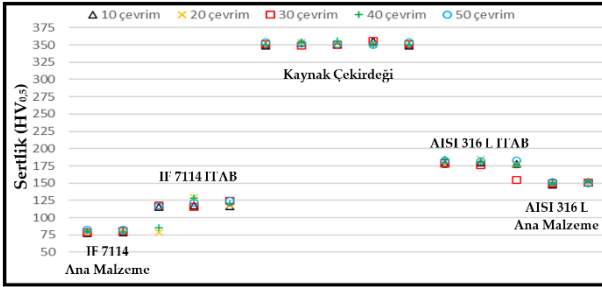 10 çevrim 20 çevrim 30 çevrim 40 çevrim 50 çevrim
Sertlik (HV0,5)
375
350
325
300
275
250
225
200
175
150
125
100
75
50
Kaynak Çekirdeği
AISI 316 L ITAB
IF 7114 ITAB
IF 7114
Ana Malzeme
AISI 316 L
Ana Malzeme